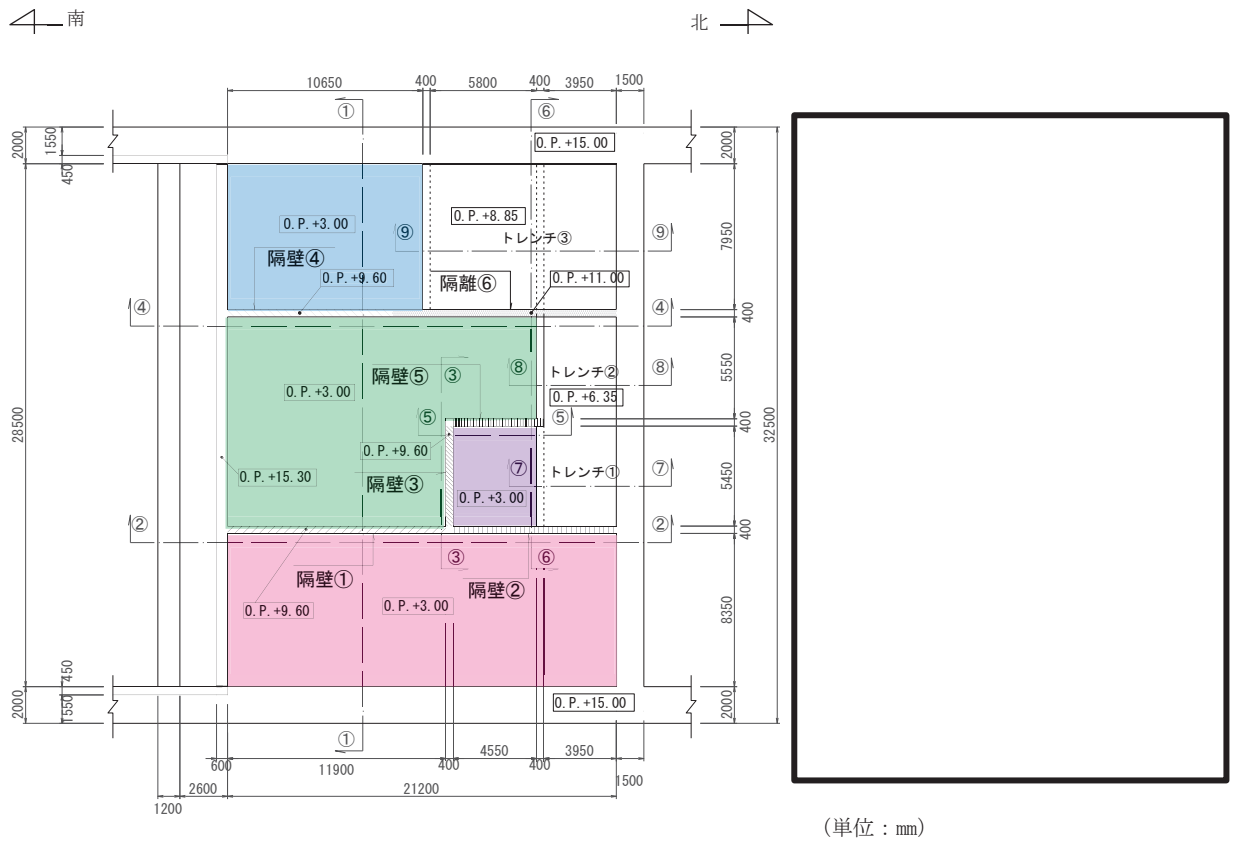 南
北
10650
400
5800
400
3950
1500
①
⑥
2000
1550
450
O.P.+15.00
2000
O.P.+3.00
O.P.+8.85
⑨
トレンチ③
⑨
7950
隔壁④
O.P.+9.60
隔離⑥
O.P.+11.00
④
④
400
28500
32500
隔壁⑤
③
⑧
トレンチ②
⑧
5550
O.P.+3.00
O.P.+6.35
⑤
⑤
400
O.P.+9.60
O.P.+15.30
隔壁③
⑦
トレンチ①
⑦
5450
O.P.+3.00
②
②
400
③
⑥
隔壁①
隔壁②
O.P.+9.60
O.P.+3.00
8350
450
1550
2000
O.P.+15.00
2000
①
600
11900
400
4550
400
3950
1500
2600
21200
1200
(単位:mm)